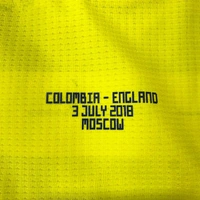 COLOMBIA - ENGLAND
3 JULY 2018
MOSCOW